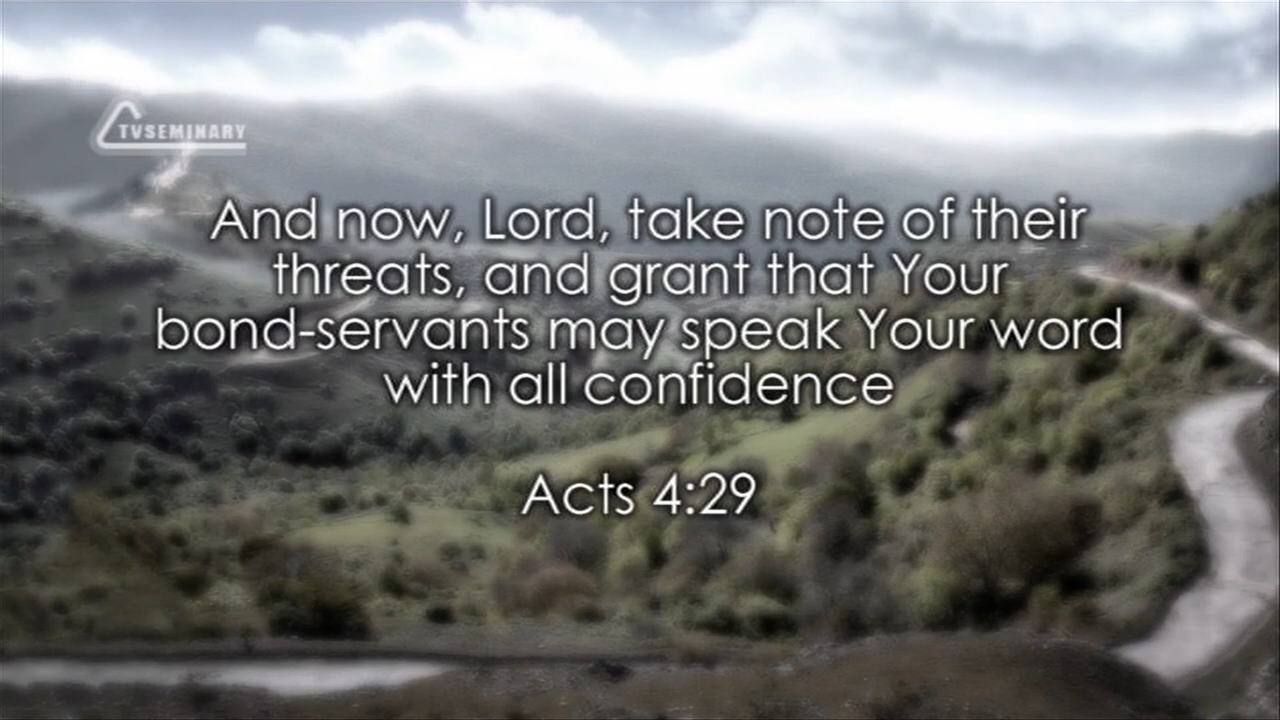 TVSEMINARY
And now, Lord, take note of their
threats, and grant that Your
bond-servants may speak Your word
with all confidence
Acts 4:29